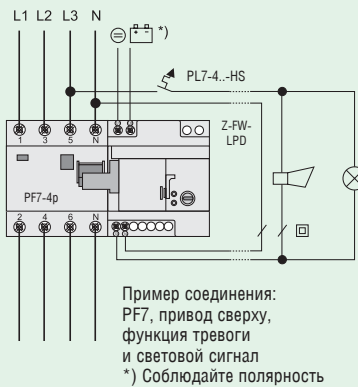 L1 L2 L3 N
*)
PL7-4..-HS
Z-FW-
LPD
1 3 5 N
PF7-4p
2 4 6 N
Пример соединения:
PF7, привод сверху,
функция тревоги
и световой сигнал
*) Соблюдайте полярность